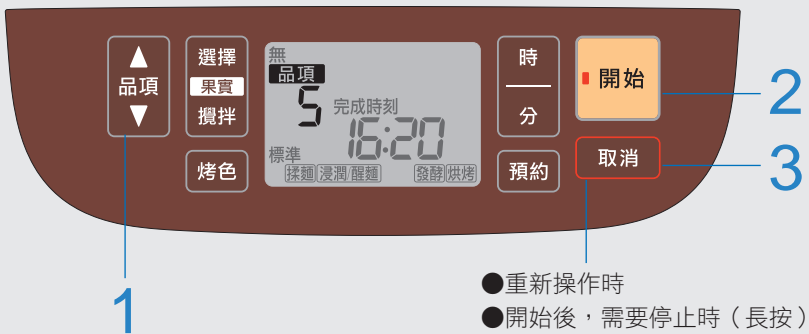 ▲
品項
▼
選擇
果實
攪拌
烤色
無
品項
5
完成時刻
16:20
標準
揉麵 浸潤/醒麵 發酵 烘烤
時
分
預約
開始
取消
1
2
3
●重新操作時
●開始後，需要停止時（長按）